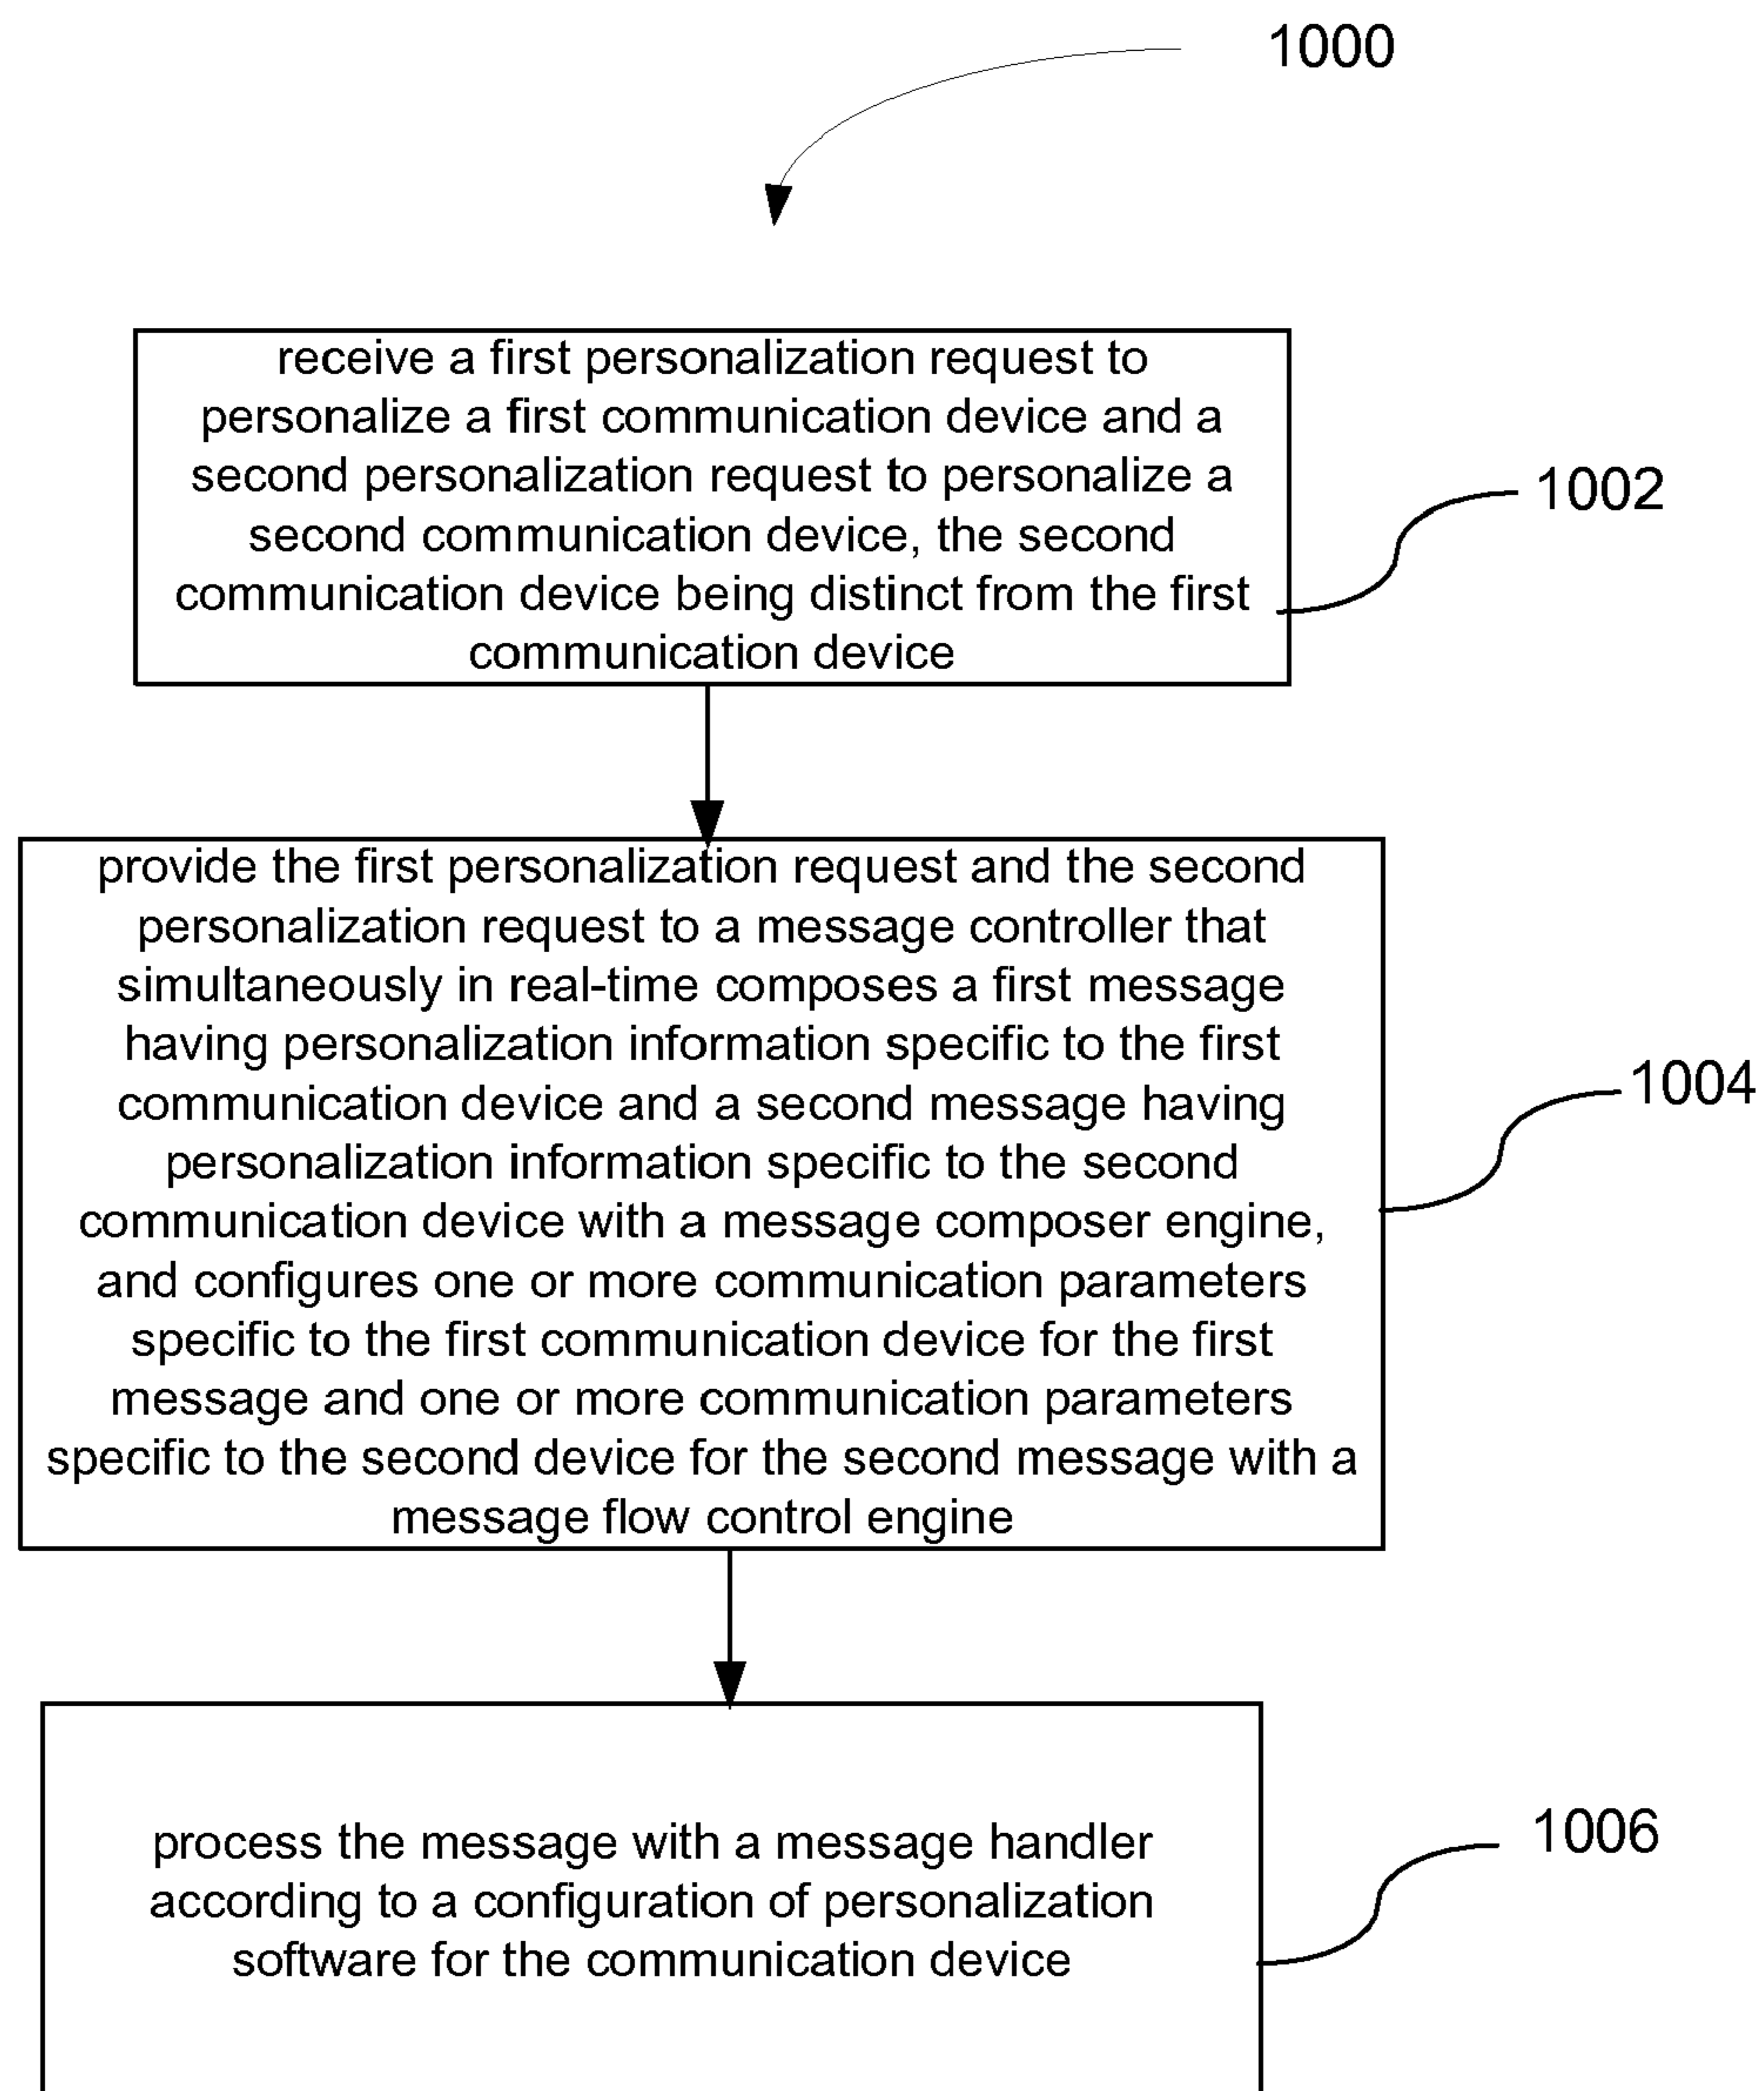 1000
receive a first personalization request to
personalize a first communication device and a
second personalization request to personalize a
second communication device, the second
communication device being distinct from the first
communication device
1002
provide the first personalization request and the second
personalization request to a message controller that
simultaneously in real-time composes a first message
having personalization information specific to the first
communication device and a second message having
personalization information specific to the second
communication device with a message composer engine,
and configures one or more communication parameters
specific to the first communication device for the first
message and one or more communication parameters
specific to the second device for the second message with a
message flow control engine
1004
process the message with a message handler
according to a configuration of personalization
software for the communication device
1006